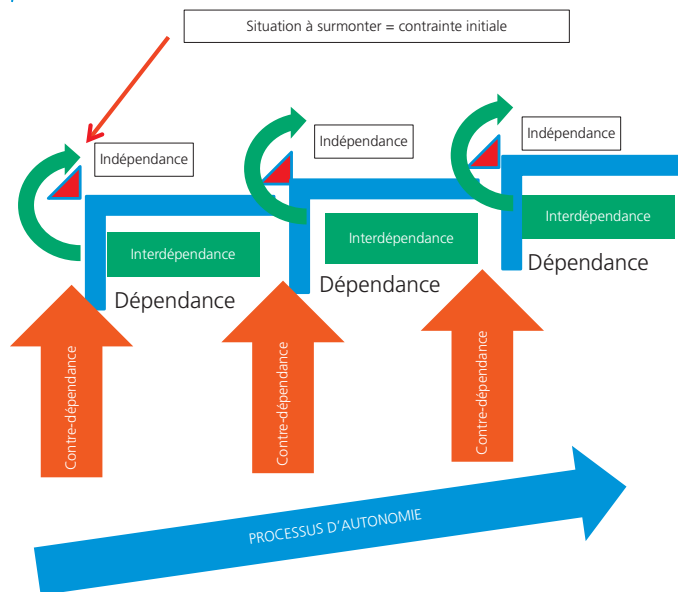 Situation à surmonter = contrainte initiale
Indépendance
Indépendance
Indépendance
Interdépendance
Interdépendance
Interdépendance
Dépendance
Dépendance
Dépendance
Contre-dépendance
Contre-dépendance
Contre-dépendance
PROCESSUS D’AUTONOMIE